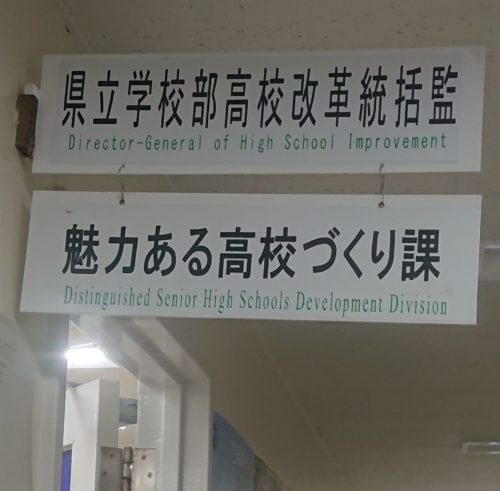 県立学校部高校改革統括監
Director-General of High School Improvement
魅力ある高校づくり課
Distinguished Senior High Schools Development Division